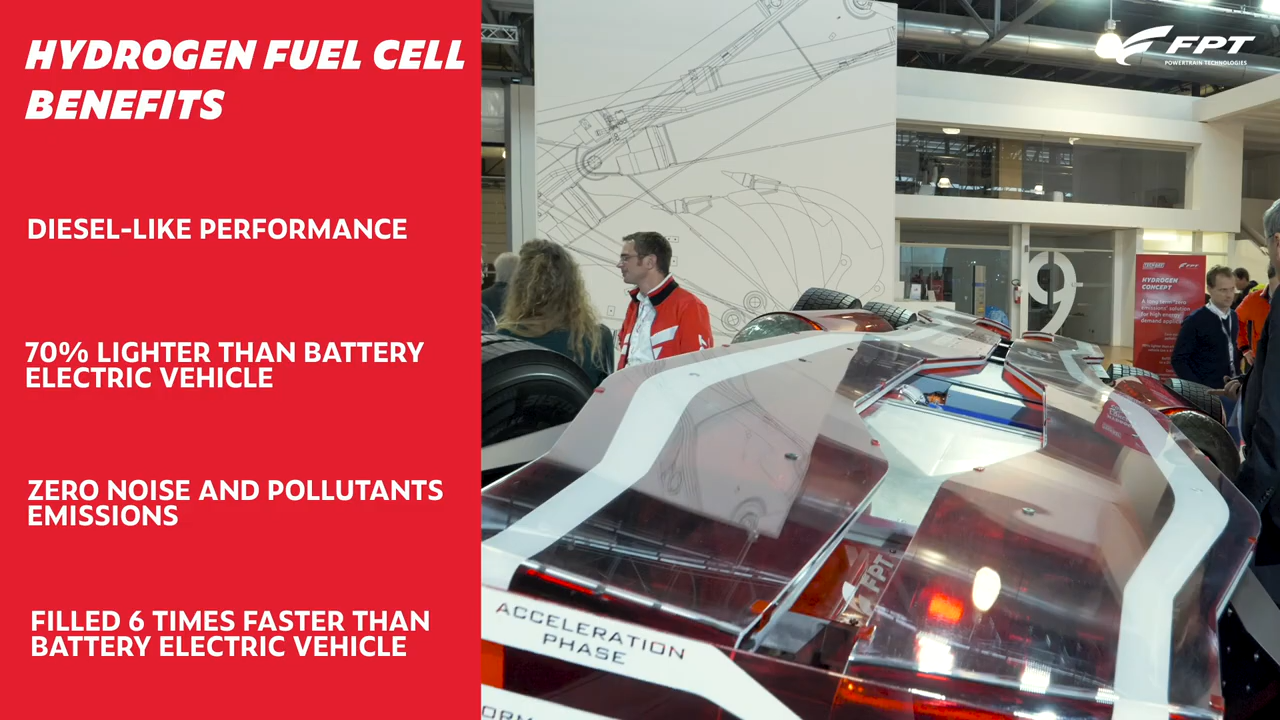 HYDROGEN FUEL CELL
BENEFITS
DIESEL-LIKE PERFORMANCE
70% LIGHTER THAN BATTERY
ELECTRIC VEHICLE
ZERO NOISE AND POLLUTANTS
EMISSIONS
FILLED 6 TIMES FASTER THAN
BATTERY ELECTRIC VEHICLE
FPT
POWERTRAIN TECHNOLOGIES
9
HYDROGEN
CONCEPT
FPT
ACCELERATION
PHASE